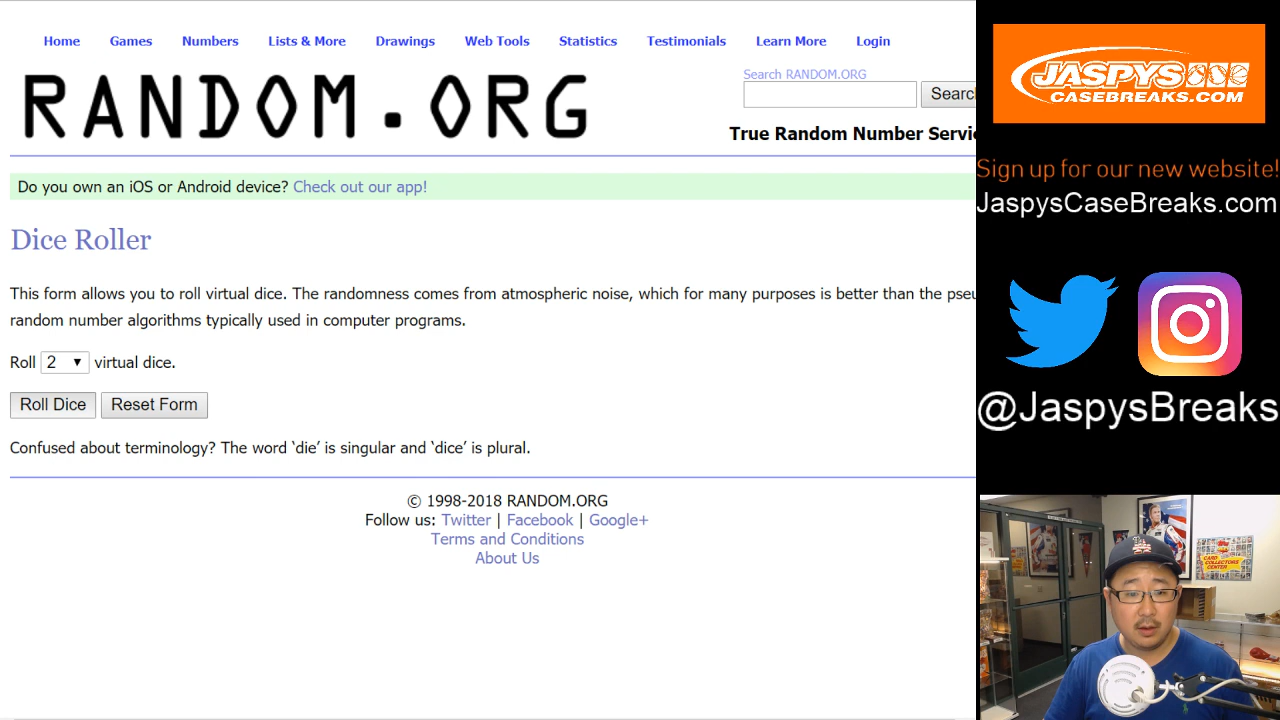 Home Games Numbers Lists & More Drawings Web Tools Statistics Testimonials Learn More Login
RANDOM.ORG
Search RANDOM.ORG
Searc
True Random Number Servi
Do you own an iOS or Android device? Check out our app!
Dice Roller
This form allows you to roll virtual dice. The randomness comes from atmospheric noise, which for many purposes is better than the pseu
random number algorithms typically used in computer programs.
Roll 2 ▼ virtual dice.
Roll Dice Reset Form
Confused about terminology? The word ‘die’ is singular and ‘dice’ is plural.
© 1998-2018 RANDOM.ORG
Follow us: Twitter | Facebook | Google+
Terms and Conditions
About Us
JASPYS
CASEBREAKS.COM
Sign up for our new website!
JaspysCaseBreaks.com
@JaspysBreaks
CARD
COLLECTORS
CENTER